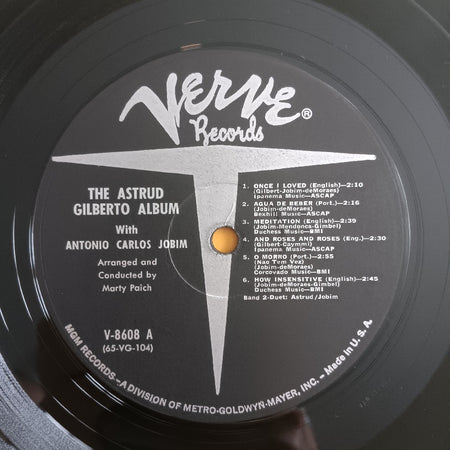 Verve®
Records
THE ASTRUD
GILBERTO ALBUM
With
ANTONIO CARLOS JOBIM
Arranged and
Conducted by
Marty Paich
V-8608 A
(65-VG-104)
1. ONCE I LOVED (English)—2:10
(Gilbert-Jobim-deMoraes)
Ipanema Music—ASCAP
2. AGUA DE BEBER (Port.)—2:16
(Jobim-de-Moraes)
Bexhill Music—ASCAP
3. MEDITATION (English)—2:39
(Jobim-Mendonca-Gimbel)
Duchess Music—BMI
4. AND ROSES AND ROSES (Eng.)—2:30
(Gilbert-Caymmi)
Ipanema Music—ASCAP
5. O MORRO (Port.)—2:55
(Nao Tem Vez)
(Jobim-deMoraes)
Corcovado Music—BMI
6. HOW INSENSITIVE (English)—2:45
(Jobim-deMoraes-Gimbel)
Duchess Music—BMI
Band 2-Duet: Astrud/Jobim
MGM RECORDS—A DIVISION OF METRO-GOLDWYN-MAYER, INC.—Made in U. S. A.